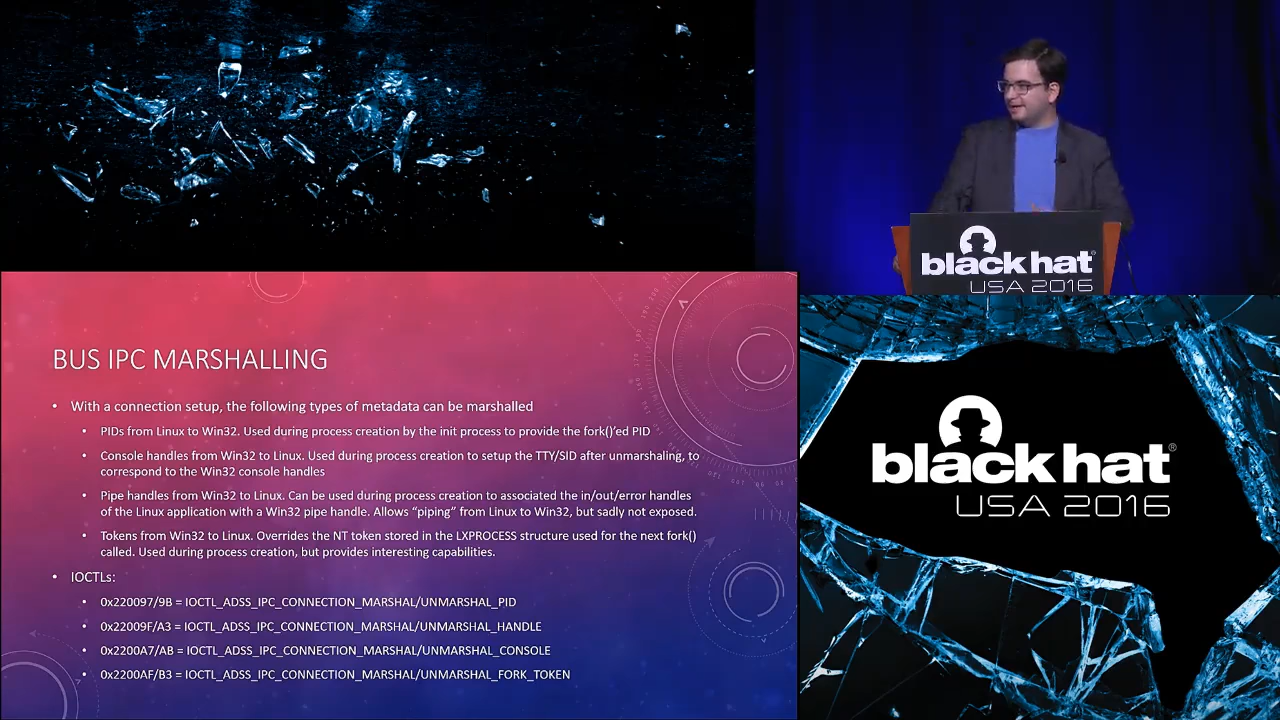 black hat
USA 2016
BUS IPC MARSHALLING
• With a connection setup, the following types of metadata can be marshalled
• PIDs from Linux to Win32. Used during process creation by the init process to provide the fork()'ed PID
• Console handles from Win32 to Linux. Used during process creation to setup the TTY/SID after unmarshaling, to
correspond to the Win32 console handles
• Pipe handles from Win32 to Linux. Can be used during process creation to associated the in/out/error handles
of the Linux application with a Win32 pipe handle. Allows “piping” from Linux to Win32, but sadly not exposed.
• Tokens from Win32 to Linux. Overrides the NT token stored in the LXPROCESS structure used for the next fork()
called. Used during process creation, but provides interesting capabilities.
• IOCTLs:
• 0x220097/9B = IOCTL_ADSS_IPC_CONNECTION_MARSHAL/UNMARSHAL_PID
• 0x22009F/A3 = IOCTL_ADSS_IPC_CONNECTION_MARSHAL/UNMARSHAL_HANDLE
• 0x2200A7/AB = IOCTL_ADSS_IPC_CONNECTION_MARSHAL/UNMARSHAL_CONSOLE
• 0x2200AF/B3 = IOCTL_ADSS_IPC_CONNECTION_MARSHAL/UNMARSHAL_FORK_TOKEN
black hat®
USA 2016